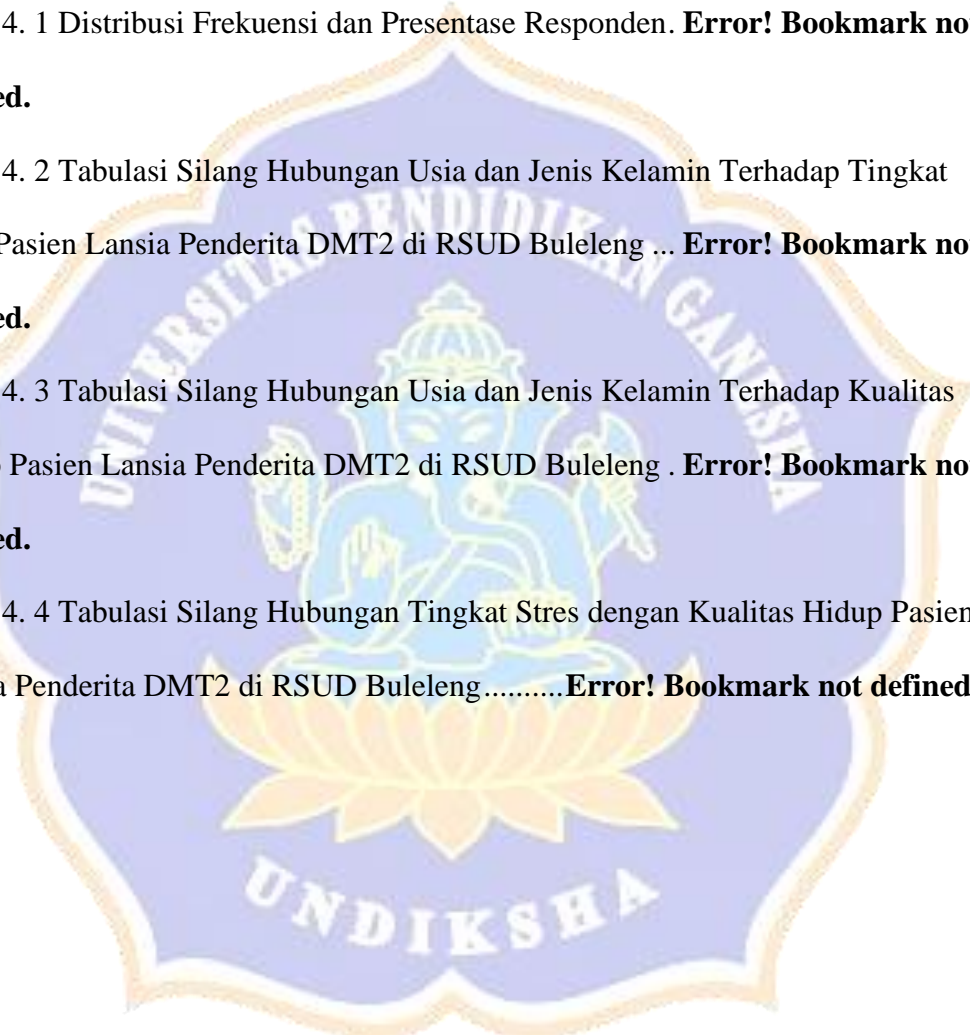 4. 1 Distribusi Frekuensi dan Presentase Responden. Error! Bookmark no
ed.
4. 2 Tabulasi Silang Hubungan Usia dan Jenis Kelamin Terhadap Tingkat
Pasien Lansia Penderita DMT2 di RSUD Buleleng ... Error! Bookmark no
ed.
4. 3 Tabulasi Silang Hubungan Usia dan Jenis Kelamin Terhadap Kualitas
Pasien Lansia Penderita DMT2 di RSUD Buleleng . Error! Bookmark no
ed.
4. 4 Tabulasi Silang Hubungan Tingkat Stres dengan Kualitas Hidup Pasien
a Penderita DMT2 di RSUD Buleleng..........Error! Bookmark not defined
UNIVERSITAS PENDIDIKAN GANESHA
UNDIKSHA